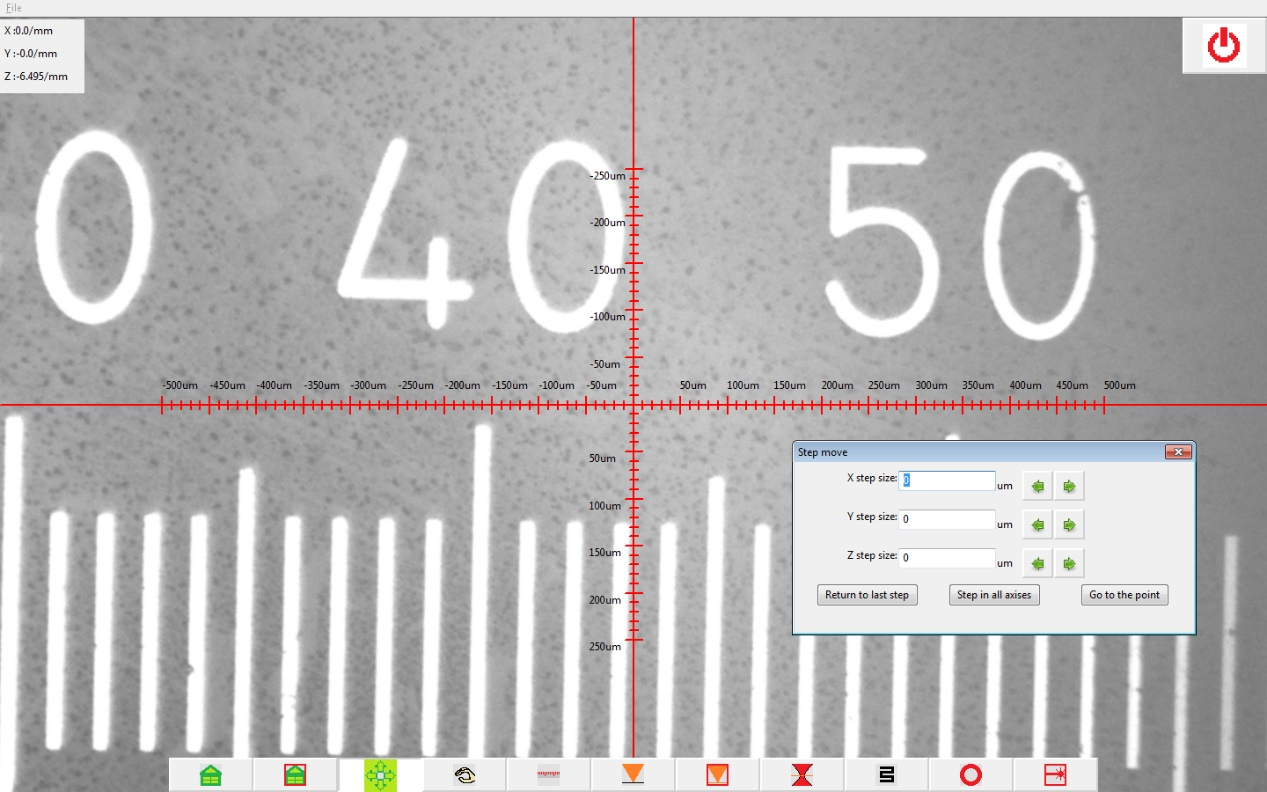 File
X :0.0/mm
Y :-0.0/mm
Z :-6.495/mm
0 40 50
-250um
-200um
-150um
-100um
-50um
-500um -450um -400um -350um -300um -250um -200um -150um -100um -50um 50um 100um 150um 200um 250um 300um 350um 400um 450um 500um
50um
100um
150um
200um
250um
Step move
X step size: 0 um
Y step size: 0 um
Z step size: 0 um
Return to last step Step in all axises Go to the point